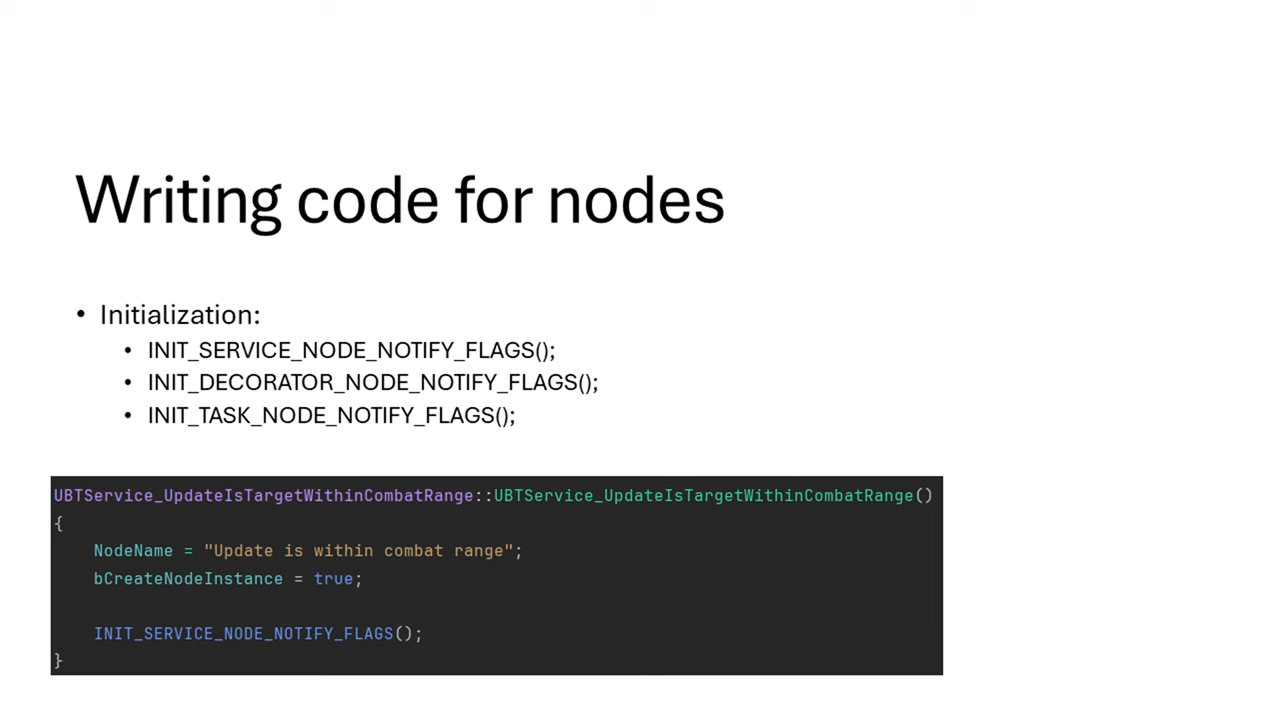 Writing code for nodes
• Initialization:
• INIT_SERVICE_NODE_NOTIFY_FLAGS();
• INIT_DECORATOR_NODE_NOTIFY_FLAGS();
• INIT_TASK_NODE_NOTIFY_FLAGS();
UBTService_UpdateIsTargetWithinCombatRange::UBTService_UpdateIsTargetWithinCombatRange()
{
    NodeName = "Update is within combat range";
    bCreateNodeInstance = true;
    INIT_SERVICE_NODE_NOTIFY_FLAGS();
}